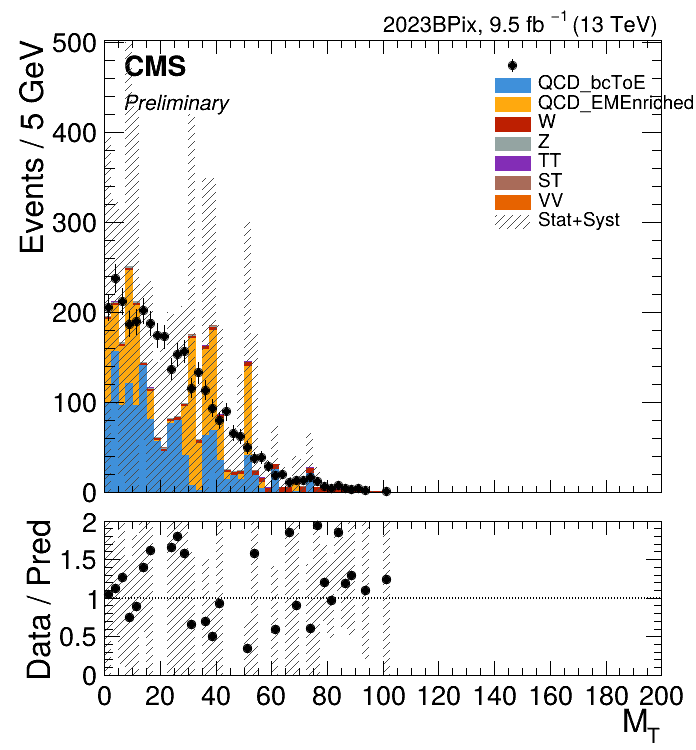 2023BPix, 9.5 fb⁻¹ (13 TeV)
Events / 5 GeV
500
400
300
200
100
0
CMS
Preliminary
QCD_bcToE
QCD_EMEnriched
W
Z
TT
ST
VV
Stat+Syst
Data / Pred
2
1.5
1
0.5
0
0 20 40 60 80 100 120 140 160 180 200
M_T